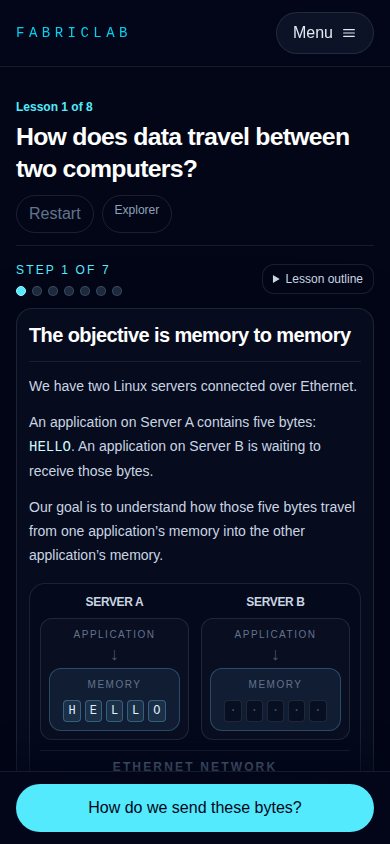 FABRICLAB
Menu
Lesson 1 of 8
How does data travel between
two computers?
Restart
Explorer
STEP 1 OF 7
Lesson outline
The objective is memory to memory
We have two Linux servers connected over Ethernet.
An application on Server A contains five bytes:
HELLO. An application on Server B is waiting to
receive those bytes.
Our goal is to understand how those five bytes travel
from one application’s memory into the other
application’s memory.
SERVER A
SERVER B
APPLICATION
APPLICATION
↓
↓
MEMORY
MEMORY
H E L L O
· · · · ·
ETHERNET NETWORK
How do we send these bytes?